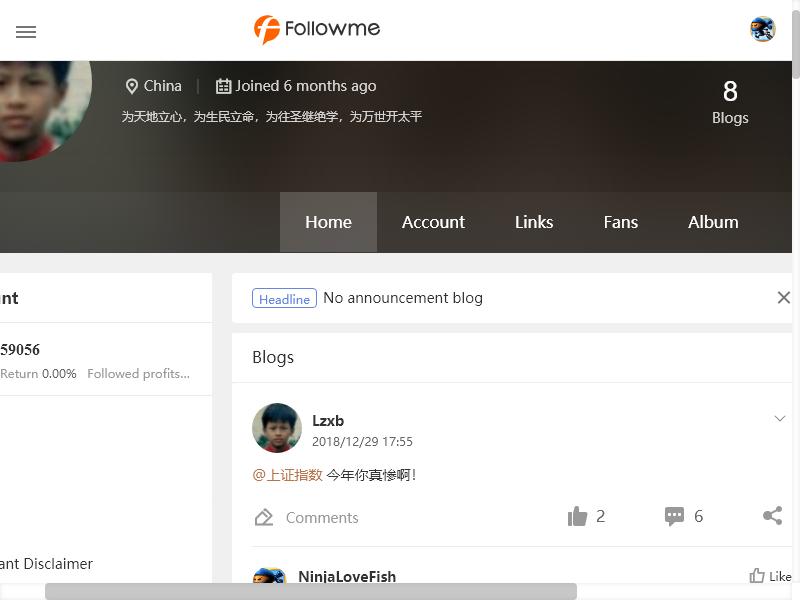 Followme
China | Joined 6 months ago
8
Blogs
为天地立心，为生民立命，为往圣继绝学，为万世开太平
Home Account Links Fans Album
nt
59056
Return 0.00% Followed profits...
ant Disclaimer
Headline No announcement blog
Blogs
Lzxb
2018/12/29 17:55
@上证指数 今年你真惨啊！
Comments 2 6
NinjaLoveFish Like